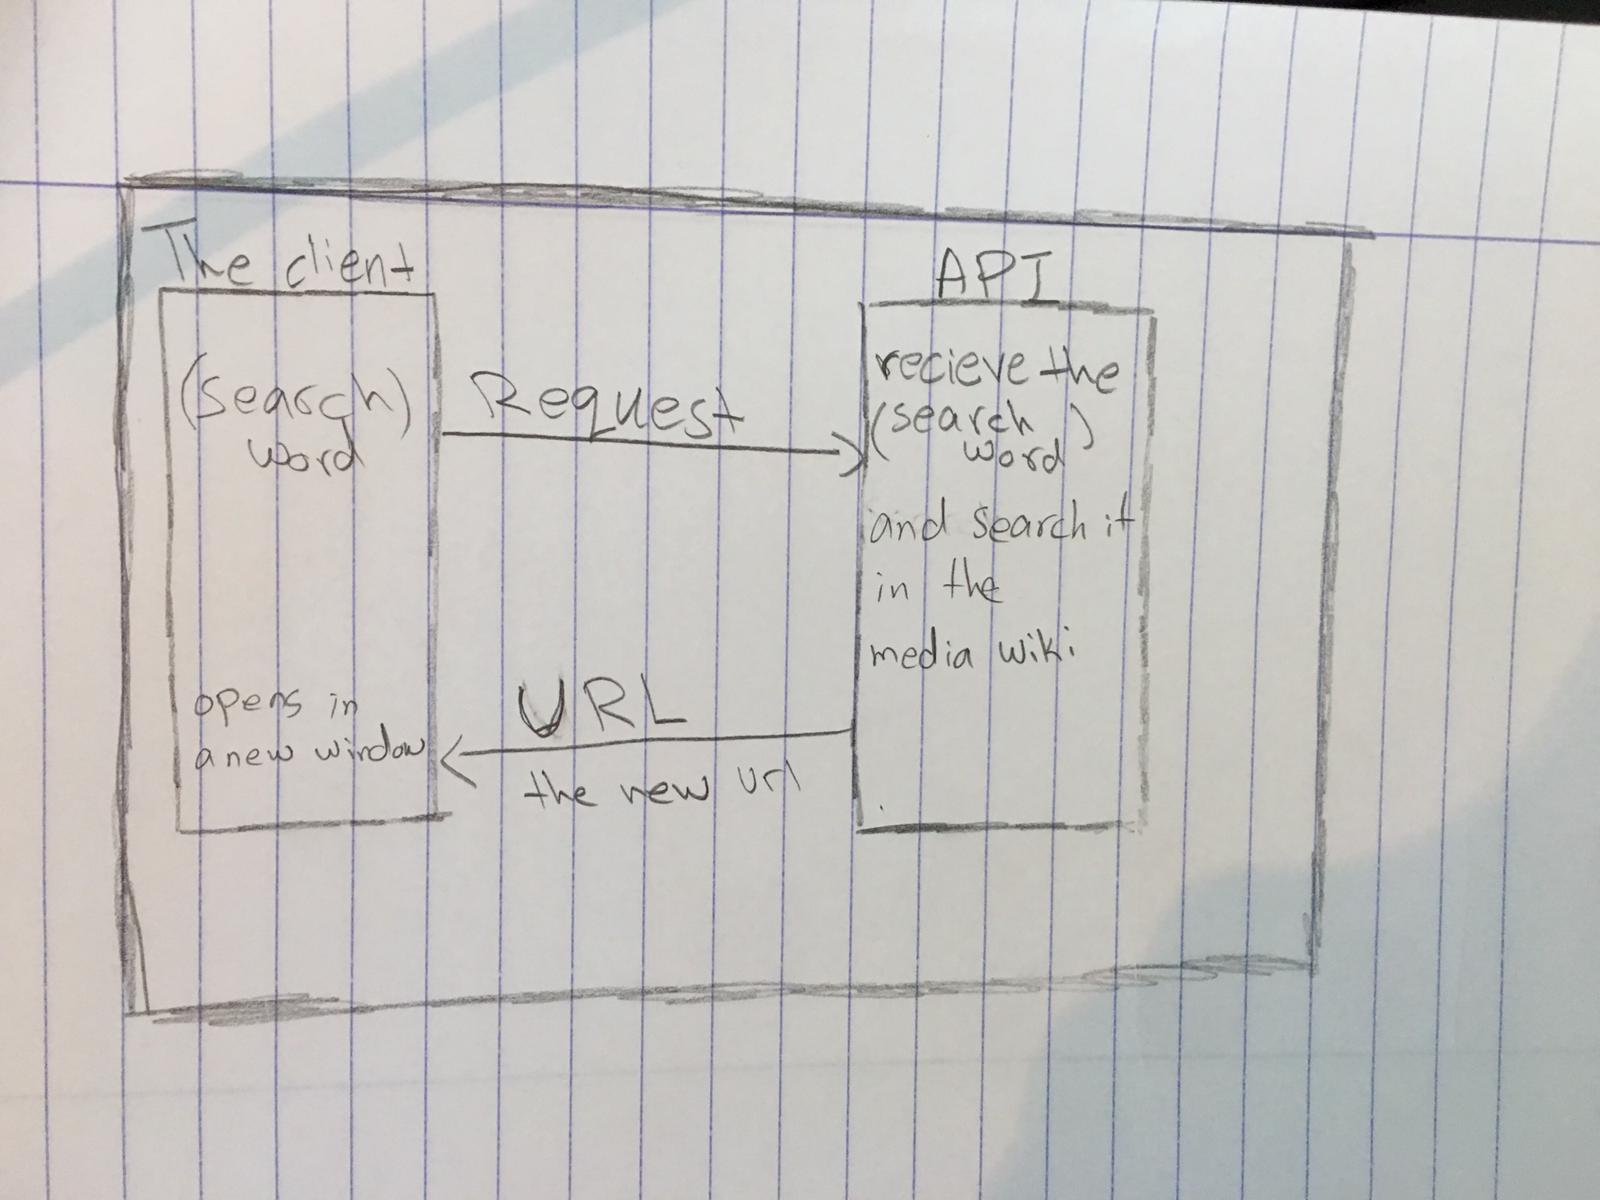 The client
(search)
word
opens in
a new window
Request
URL
the new url
API
recieve the
(search
word)
and search it
in the
media wiki